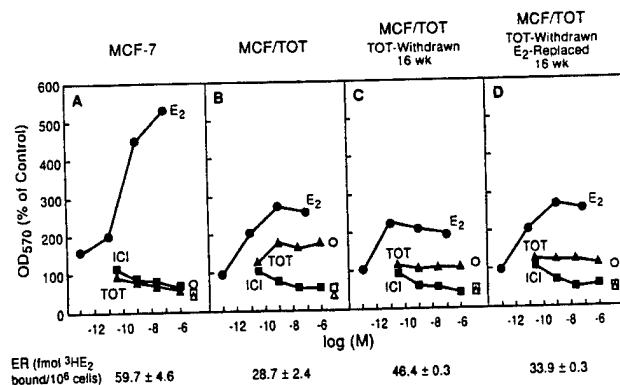 MCF-7
MCF/TOT
MCF/TOT
TOT-Withdrawn
16 wk
MCF/TOT
TOT-Withdrawn
E2-Replaced
16 wk
OD570 (% of Control)
600
500
400
300
200
100
0
A
E2
ICI
TOT
B
E2
TOT
ICI
C
E2
TOT
ICI
D
E2
TOT
ICI
-12 -10 -8 -6
-12 -10 -8 -6
-12 -10 -8 -6
-12 -10 -8 -6
log (M)
ER (fmol ³HE2
bound/10⁶ cells)
59.7 ± 4.6
28.7 ± 2.4
46.4 ± 0.3
33.9 ± 0.3